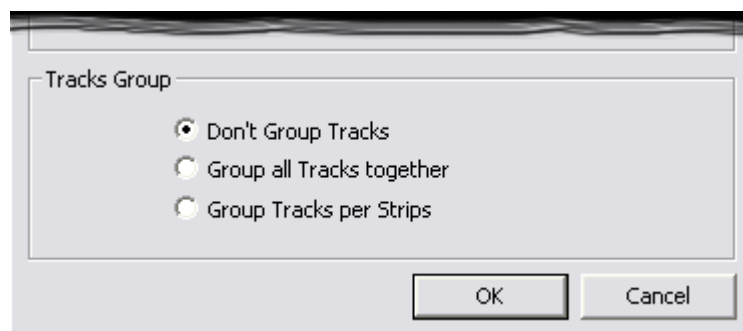 Tracks Group
Don't Group Tracks
Group all Tracks together
Group Tracks per Strips
OK Cancel